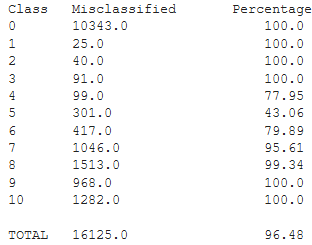 Class Misclassified Percentage
0 10343.0 100.0
1 25.0 100.0
2 40.0 100.0
3 91.0 100.0
4 99.0 77.95
5 301.0 43.06
6 417.0 79.89
7 1046.0 95.61
8 1513.0 99.34
9 968.0 100.0
10 1282.0 100.0
TOTAL 16125.0 96.48